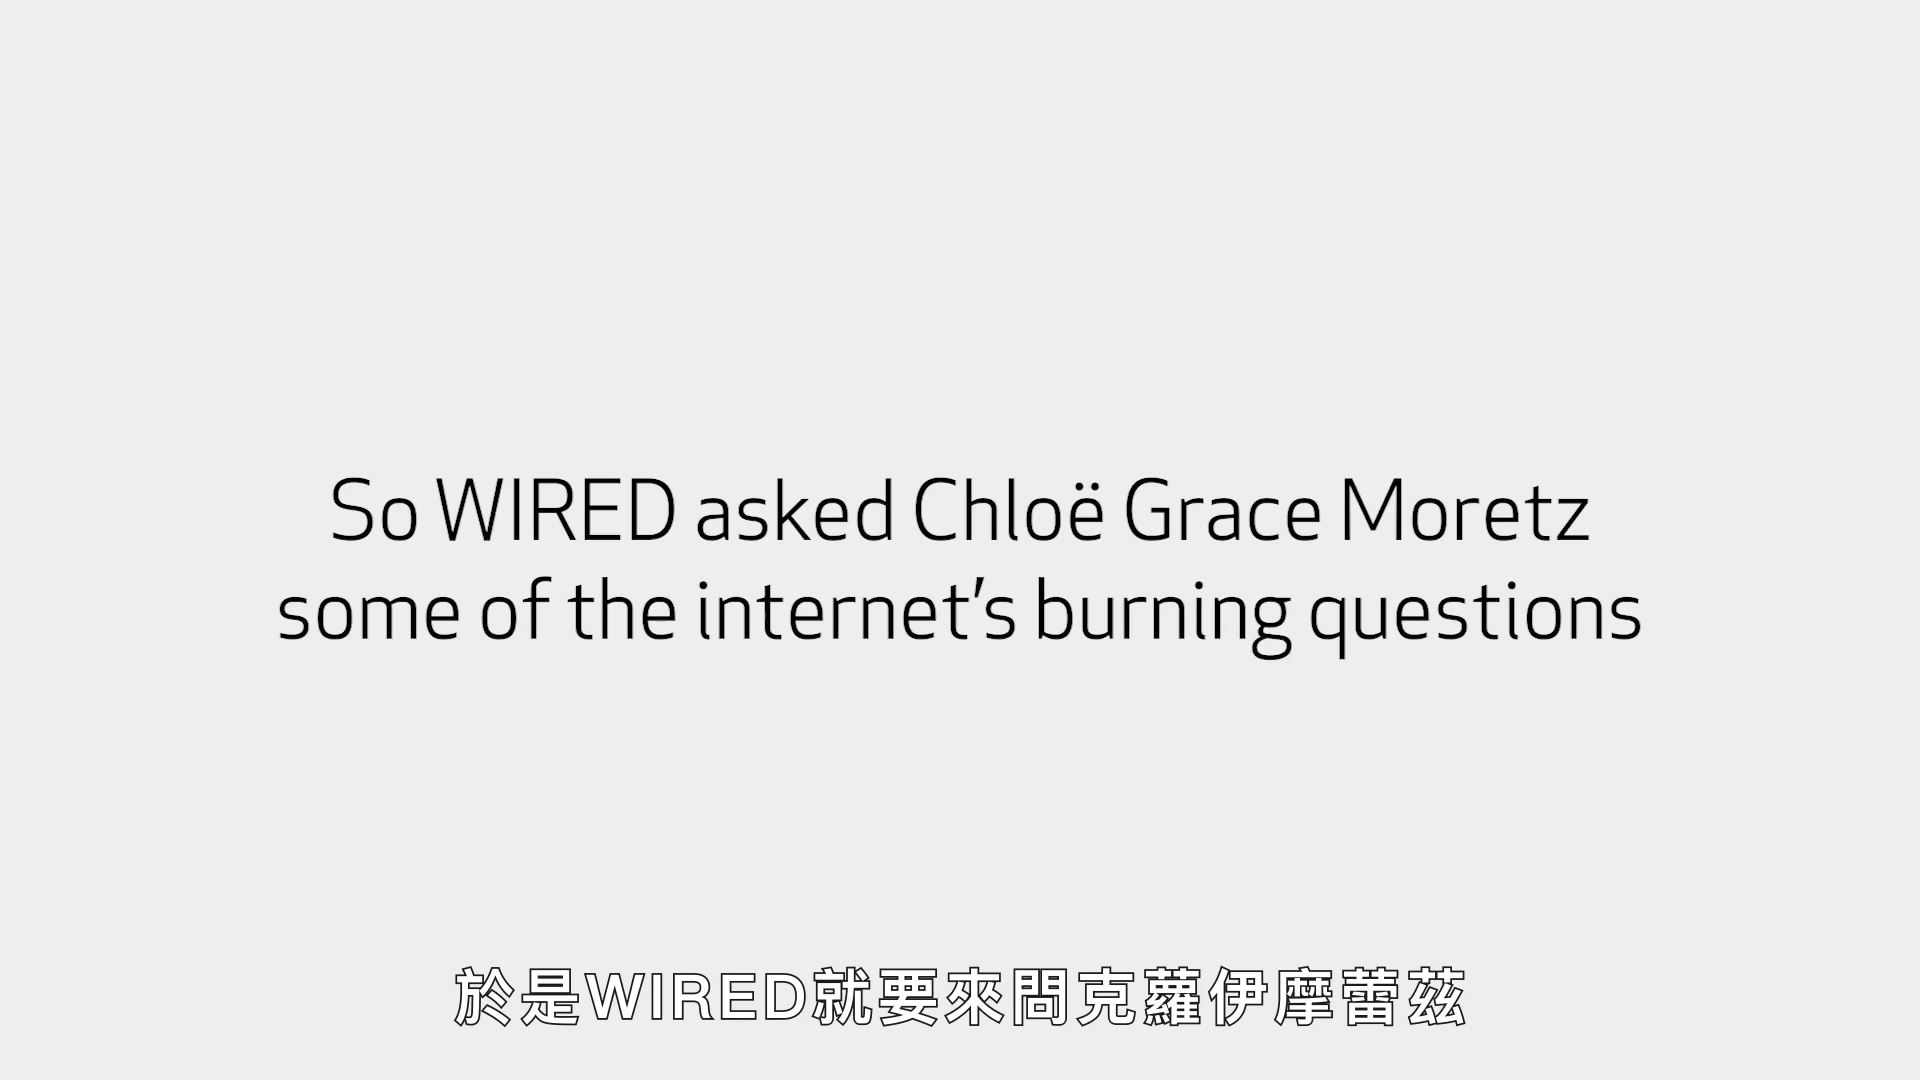 So WIRED asked Chloë Grace Moretz
some of the internet’s burning questions
於是WIRED就要來問克蘿伊摩蕾茲